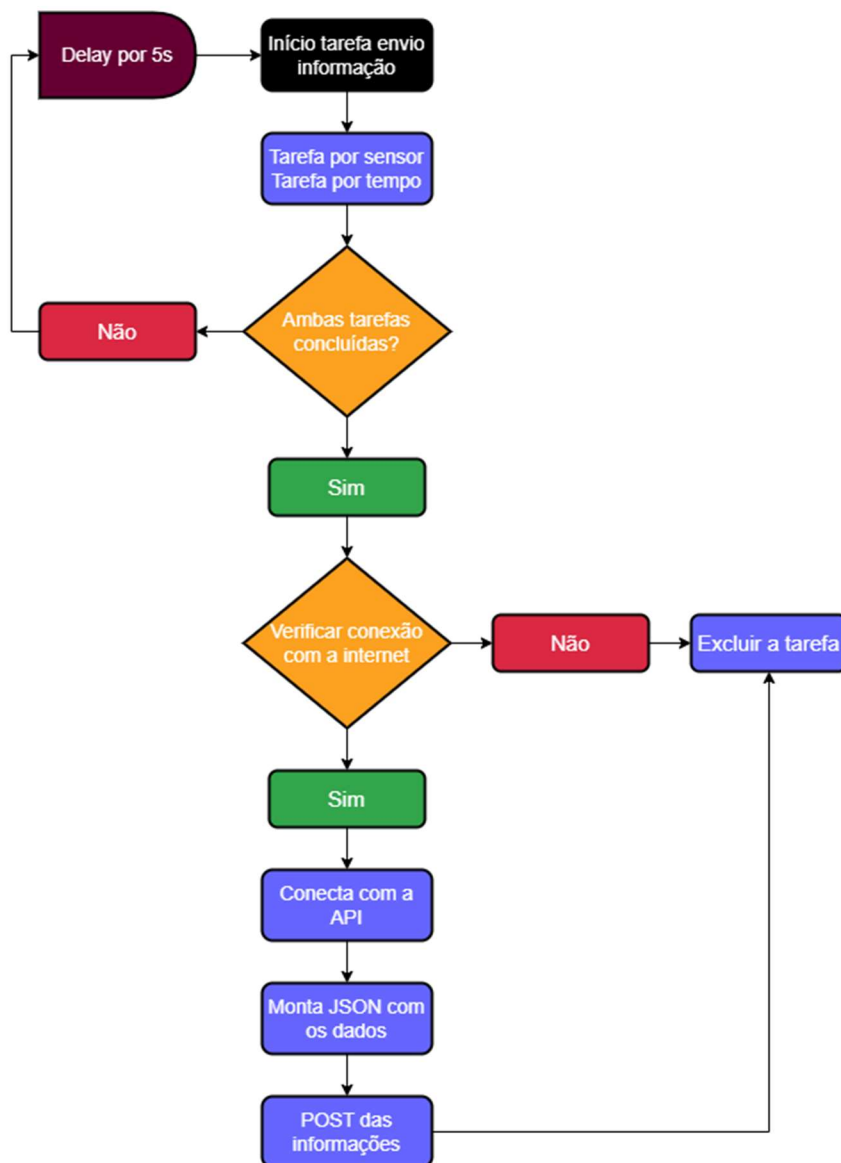 Delay por 5s
Início tarefa envio
informação
Tarefa por sensor
Tarefa por tempo
Ambas tarefas
concluídas?
Não
Sim
Verificar conexão
com a internet
Não
Excluir a tarefa
Sim
Conecta com a
API
Monta JSON com
os dados
POST das
informações